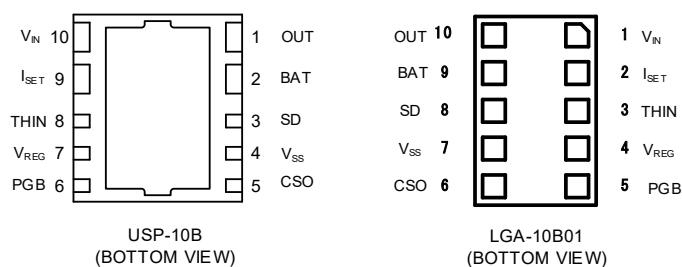 V_IN 10 1 OUT
I_SET 9 2 BAT
THIN 8 3 SD
V_REG 7 4 V_SS
PGB 6 5 CSO
USP-10B
(BOTTOM VIEW)
OUT 10 1 V_IN
BAT 9 2 I_SET
SD 8 3 THIN
V_SS 7 4 V_REG
CSO 6 5 PGB
LGA-10B01
(BOTTOM VIEW)